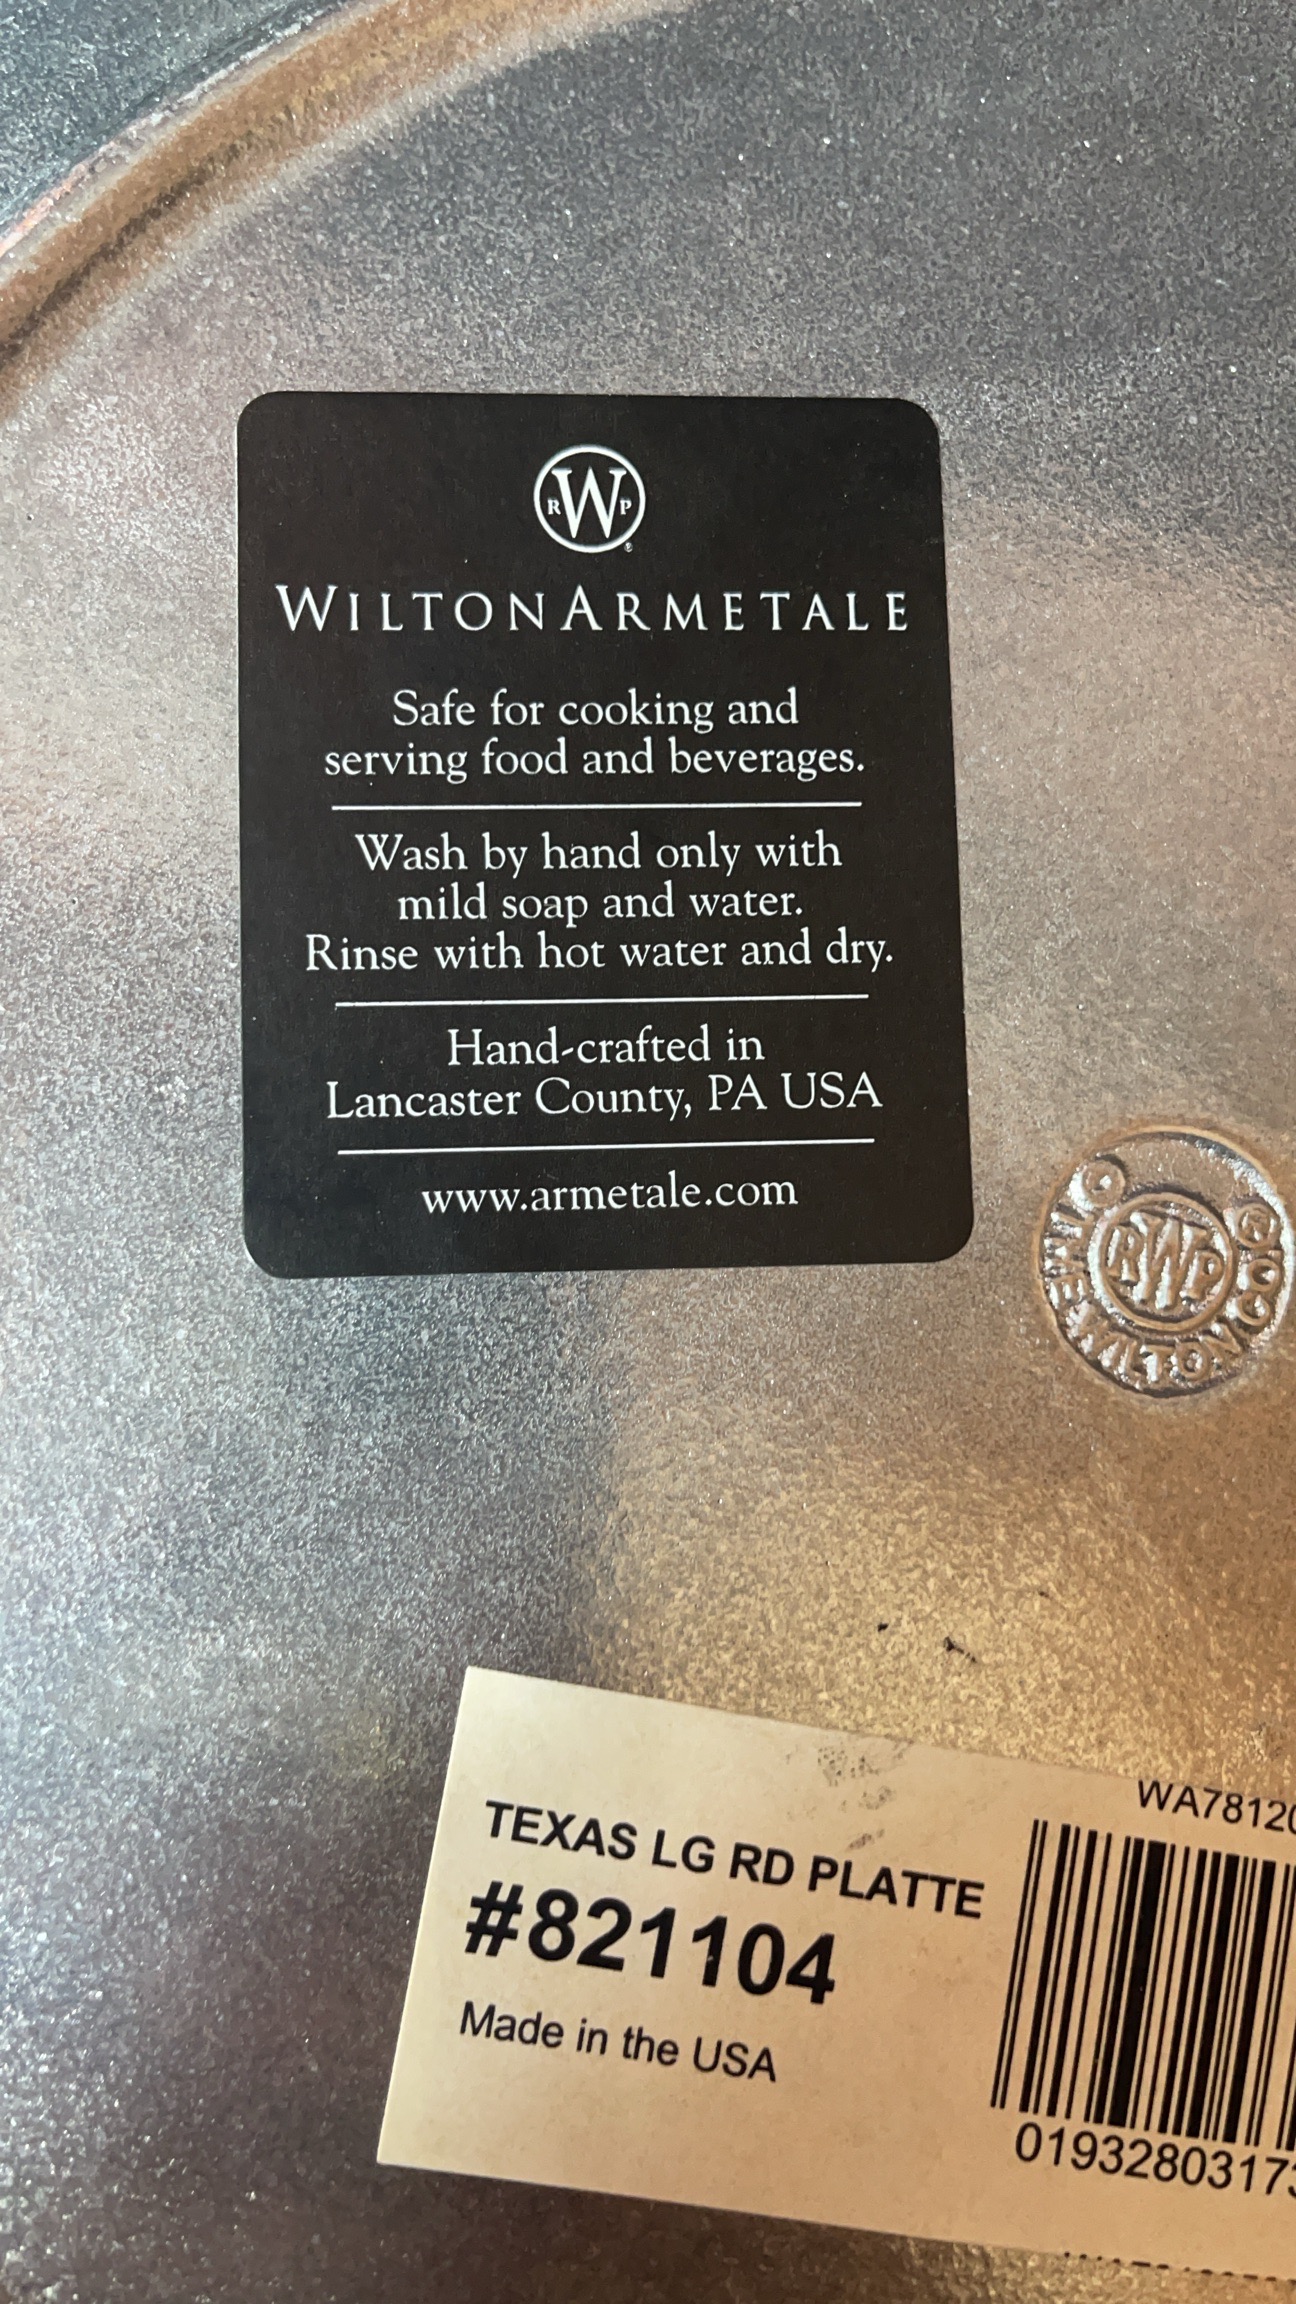 RWP®
WILTONARMETALE
Safe for cooking and
serving food and beverages.
Wash by hand only with
mild soap and water.
Rinse with hot water and dry.
Hand-crafted in
Lancaster County, PA USA
www.armetale.com
RWP
THE WILTON CO®
WA7812
TEXAS LG RD PLATTE
#821104
Made in the USA
0193280317